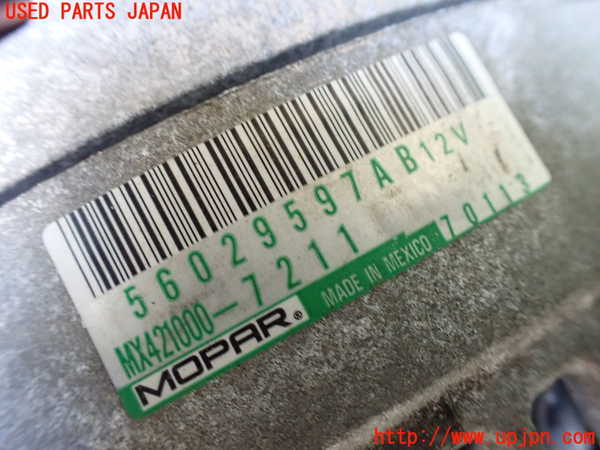 USED PARTS JAPAN
56029597AB12V
MX421000-7211 70113
MOPAR® MADE IN MEXICO
http://www.upjpn.com